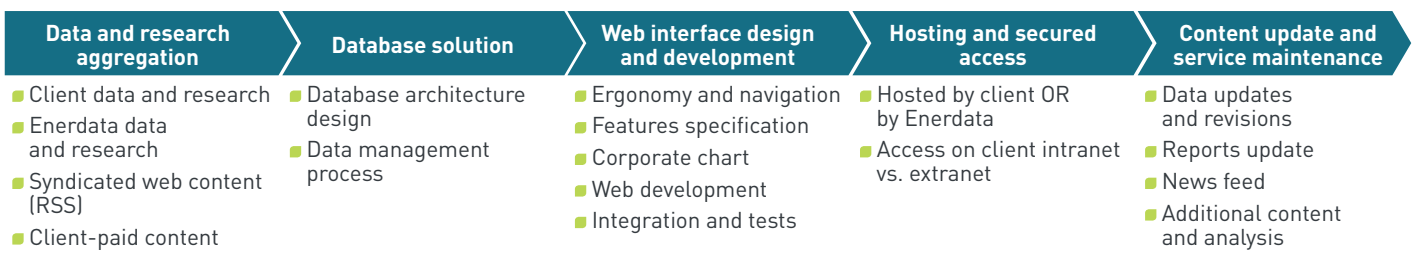 Data and research
aggregation
Client data and research
Enerdata data
and research
Syndicated web content
(RSS)
Client-paid content
Database solution
Database architecture
design
Data management
process
Web interface design
and development
Ergonomy and navigation
Features specification
Corporate chart
Web development
Integration and tests
Hosting and secured
access
Hosted by client OR
by Enerdata
Access on client intranet
vs. extranet
Content update and
service maintenance
Data updates
and revisions
Reports update
News feed
Additional content
and analysis